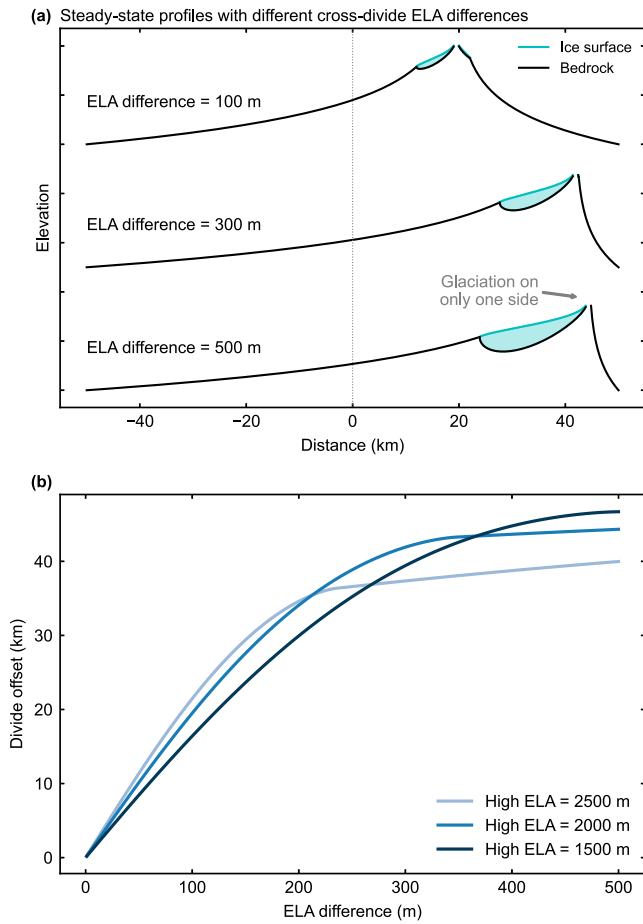 (a) Steady-state profiles with different cross-divide ELA differences
Ice surface
Bedrock
ELA difference = 100 m
ELA difference = 300 m
Glaciation on
only one side
ELA difference = 500 m
Elevation
−40 −20 0 20 40
Distance (km)
(b)
40
30
20
10
0
Divide offset (km)
High ELA = 2500 m
High ELA = 2000 m
High ELA = 1500 m
0 100 200 300 400 500
ELA difference (m)